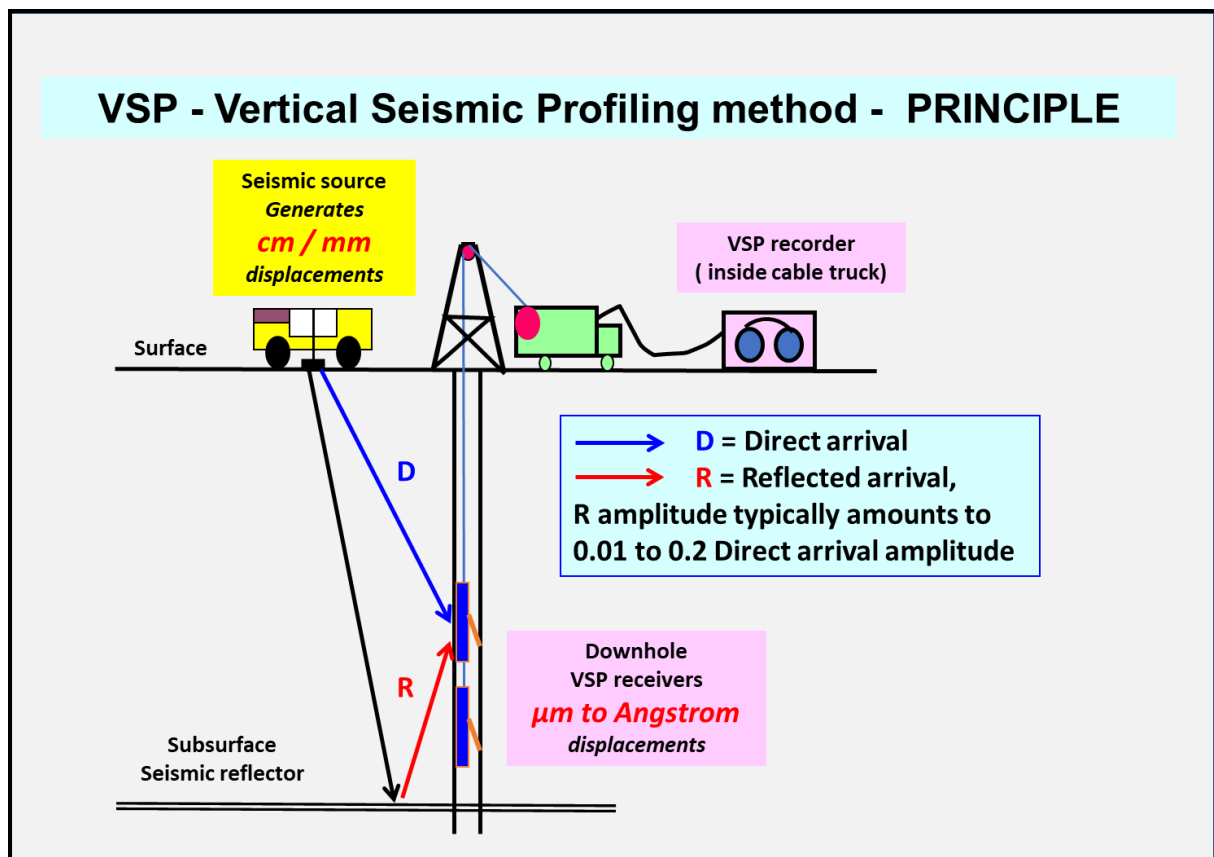 VSP - Vertical Seismic Profiling method -  PRINCIPLE
Seismic source
Generates
cm / mm
displacements
VSP recorder
( inside cable truck)
Surface
D = Direct arrival
R = Reflected arrival,
R amplitude typically amounts to
0.01 to 0.2 Direct arrival amplitude
D
R
Downhole
VSP receivers
µm to Angstrom
displacements
Subsurface
Seismic reflector